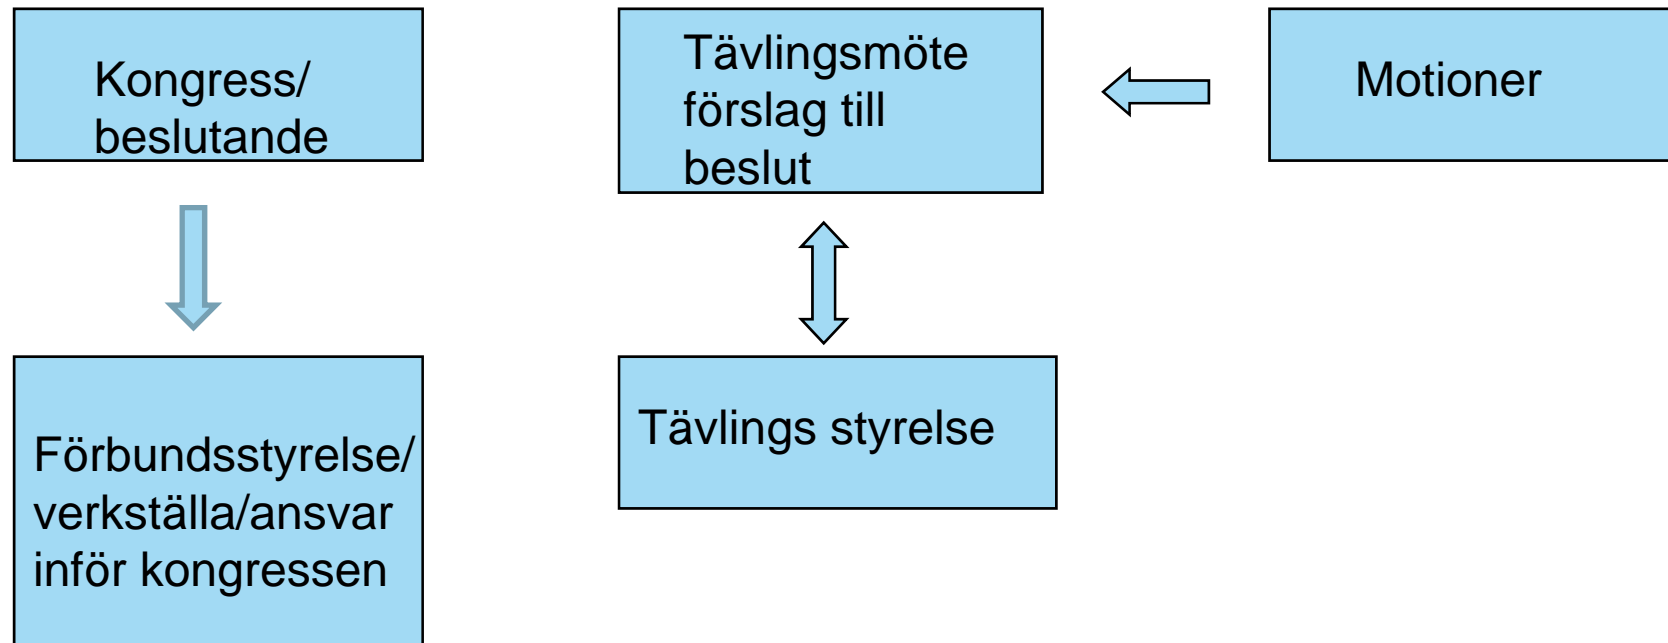 Kongress/
beslutande
Tävlingsmöte
förslag till
beslut
Motioner
Förbundsstyrelse/
verkställa/ansvar
inför kongressen
Tävlings styrelse